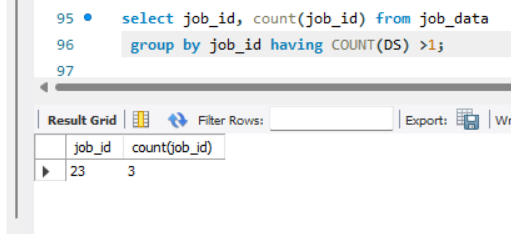 95 select job_id, count(job_id) from job_data
96 group by job_id having COUNT(DS) >1;
97
Result Grid Filter Rows: Export: Wr
job_id count(job_id)
23 3